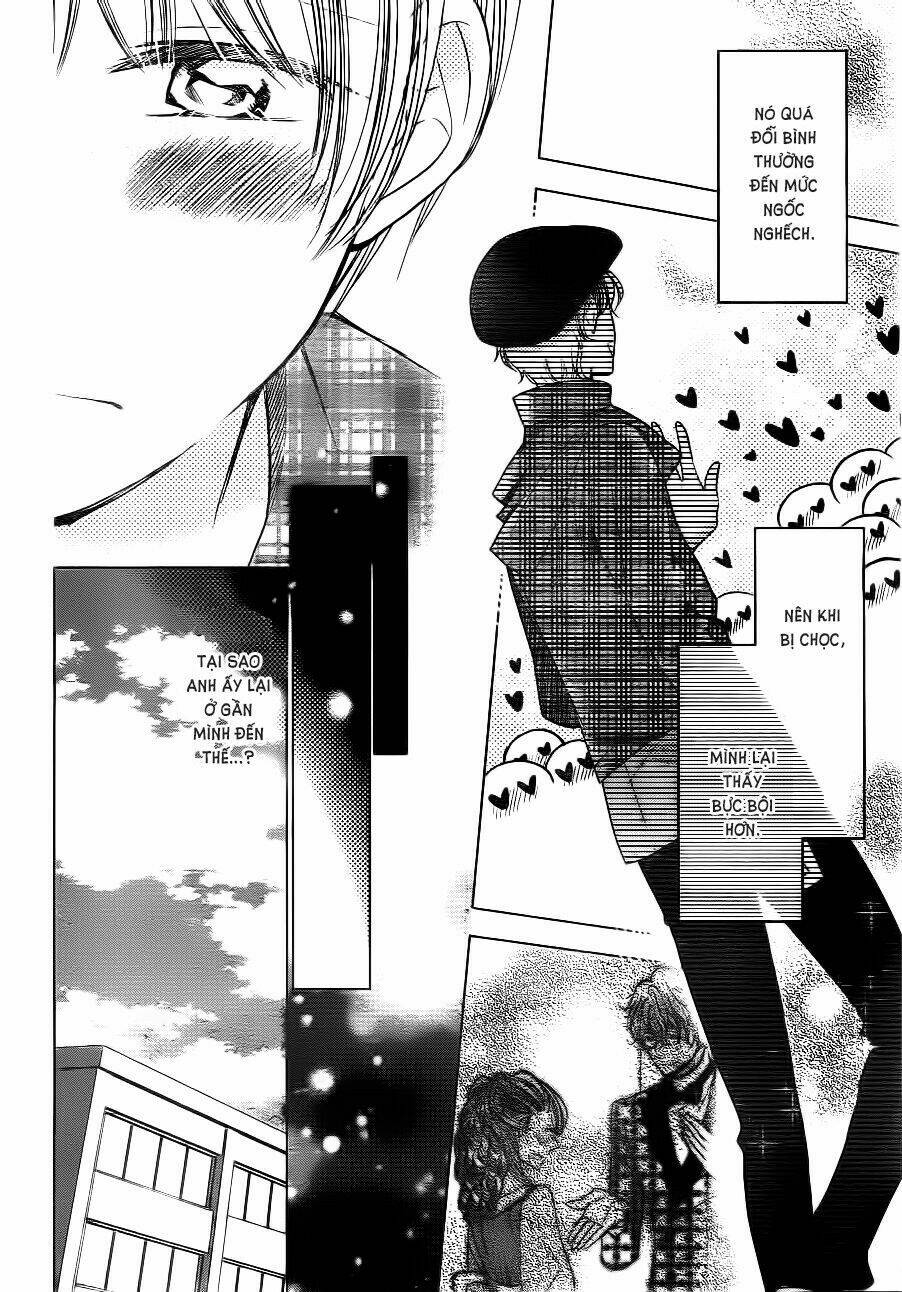 NÓ QUÁ
ĐỔI BÌNH
THƯỜNG
ĐẾN MỨC
NGỐC
NGHẾCH.
NÊN KHI
BỊ CHỌC,
MÌNH LẠI
THẤY
BỰC BỘI
HƠN.
TẠI SAO
ANH ẤY LẠI
Ở GẦN
MÌNH ĐẾN
THẾ...?